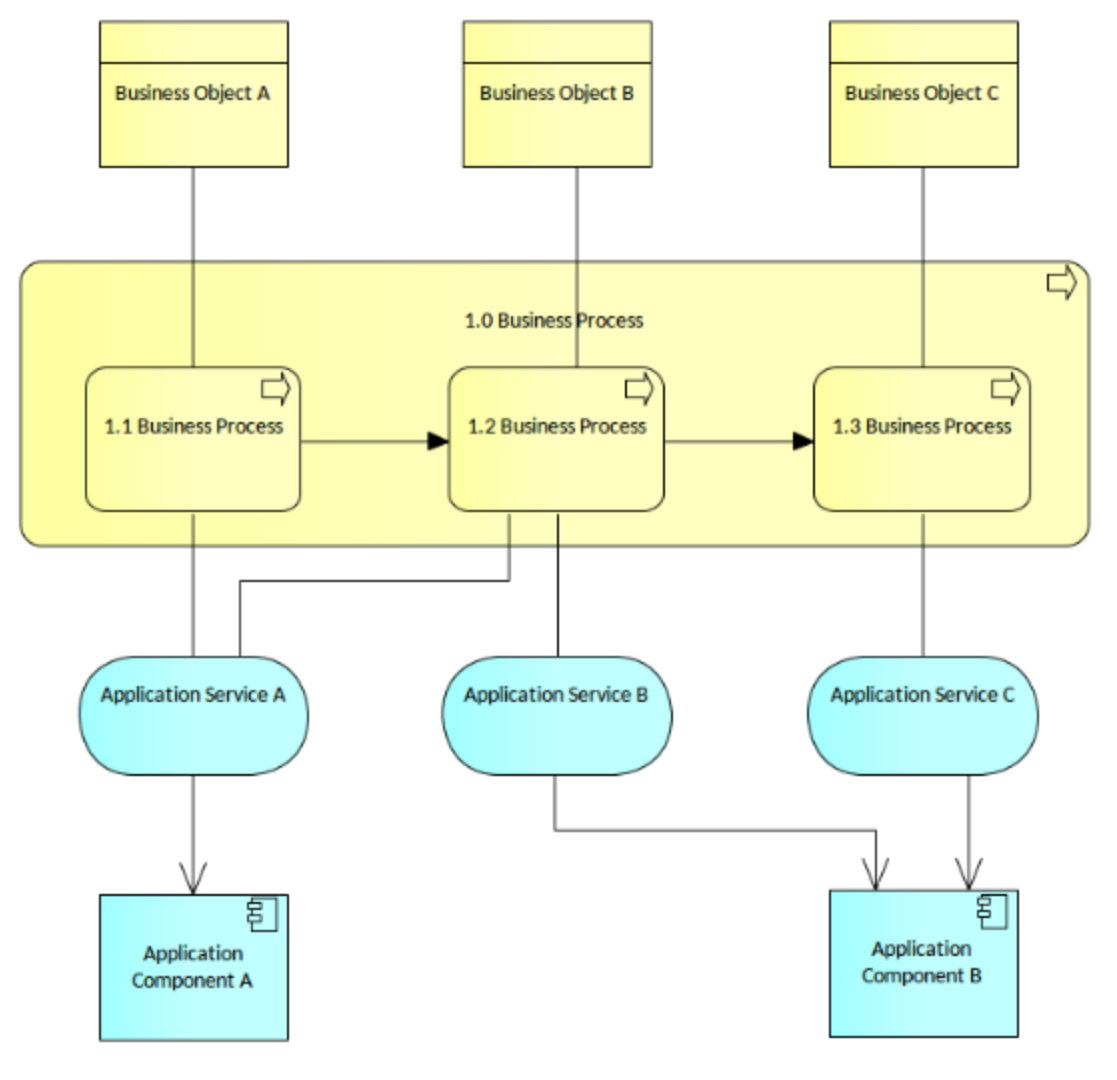 Business Object A
Business Object B
Business Object C
1.0 Business Process
1.1 Business Process
1.2 Business Process
1.3 Business Process
Application Service A
Application Service B
Application Service C
Application
Component A
Application
Component B